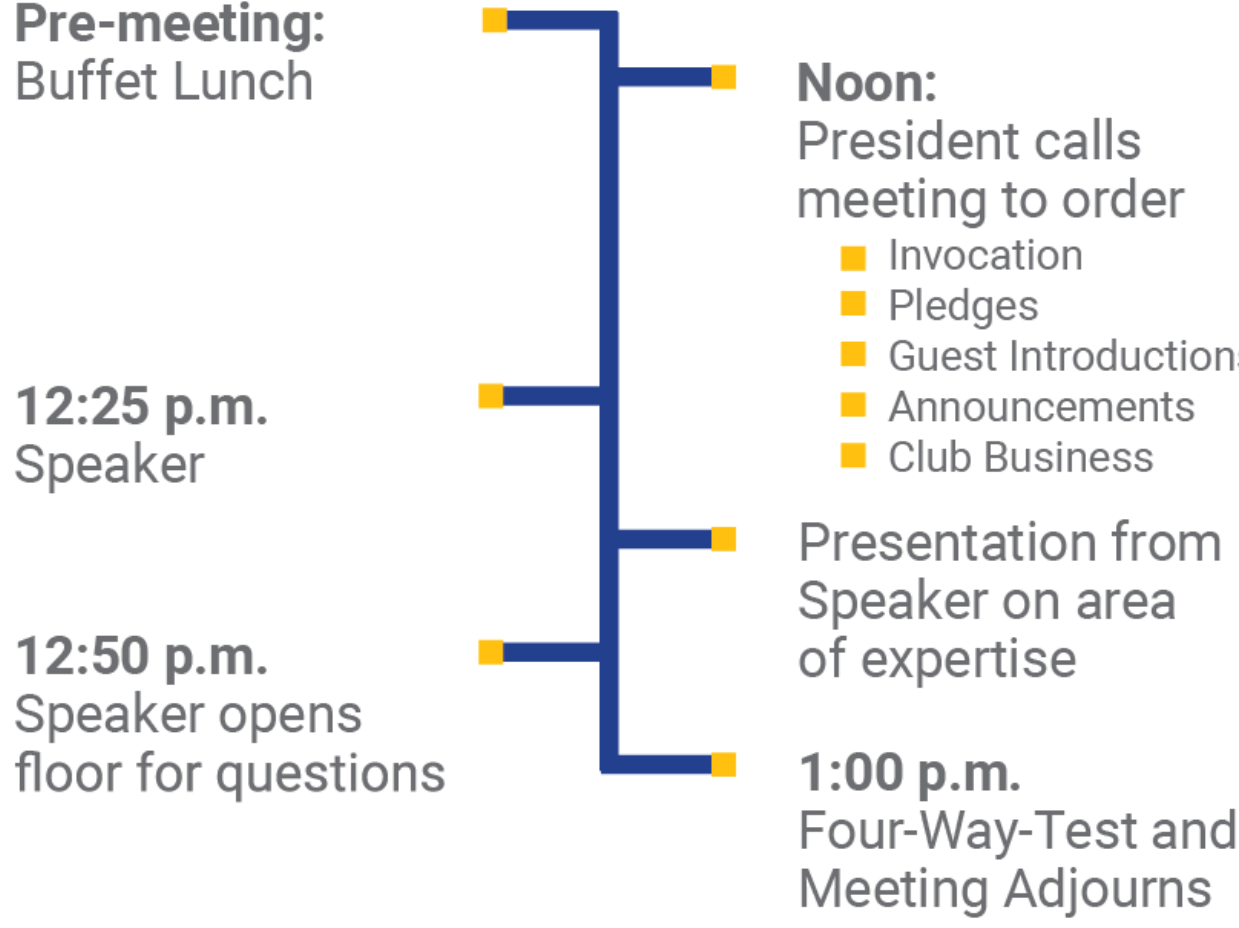 Pre-meeting:
Buffet Lunch
Noon:
President calls
meeting to order
Invocation
Pledges
Guest Introductions
Announcements
Club Business
12:25 p.m.
Speaker
Presentation from
Speaker on area
of expertise
12:50 p.m.
Speaker opens
floor for questions
1:00 p.m.
Four-Way-Test and
Meeting Adjourns